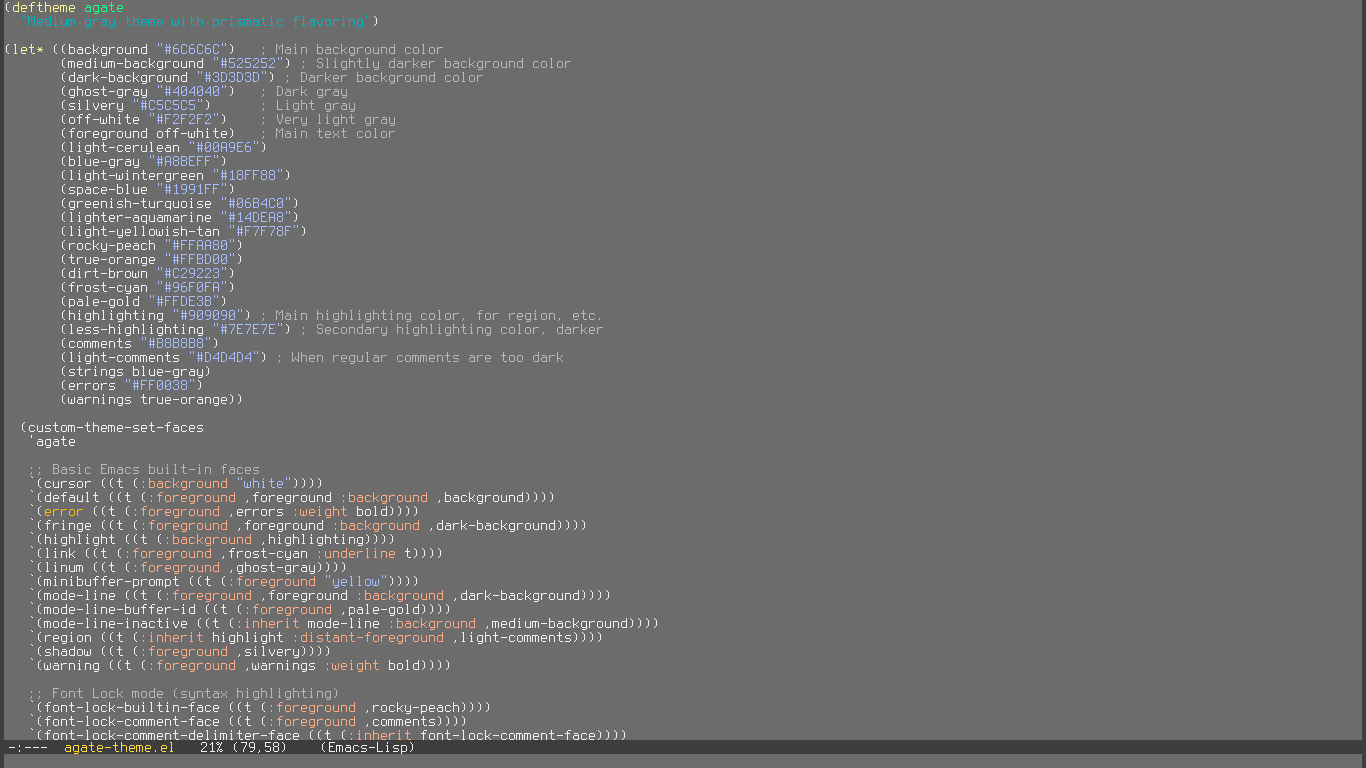 (deftheme agate
  "Medium gray theme with prismatic flavoring")

(let* ((background "#6C6C6C")   ; Main background color
       (medium-background "#525252") ; Slightly darker background color
       (dark-background "#3D3D3D") ; Darker background color
       (ghost-gray "#404040")   ; Dark gray
       (silvery "#C5C5C5")      ; Light gray
       (off-white "#F2F2F2")    ; Very light gray
       (foreground off-white)   ; Main text color
       (light-cerulean "#00A9E6")
       (blue-gray "#A8BEFF")
       (light-wintergreen "#18FF88")
       (space-blue "#1991FF")
       (greenish-turquoise "#06B4C0")
       (lighter-aquamarine "#14DEA8")
       (light-yellowish-tan "#F7F78F")
       (rocky-peach "#FFAA80")
       (true-orange "#FFBD00")
       (dirt-brown "#C29223")
       (frost-cyan "#96F0FA")
       (pale-gold "#FFDE3B")
       (highlighting "#909090") ; Main highlighting color, for region, etc.
       (less-highlighting "#7E7E7E") ; Secondary highlighting color, darker
       (comments "#B8B8B8")
       (light-comments "#D4D4D4") ; When regular comments are too dark
       (strings blue-gray)
       (errors "#FF0038")
       (warnings true-orange))

  (custom-theme-set-faces
   'agate

   ;; Basic Emacs built-in faces
   `(cursor ((t (:background "white"))))
   `(default ((t (:foreground ,foreground :background ,background))))
   `(error ((t (:foreground ,errors :weight bold))))
   `(fringe ((t (:foreground ,foreground :background ,dark-background))))
   `(highlight ((t (:background ,highlighting))))
   `(link ((t (:foreground ,frost-cyan :underline t))))
   `(linum ((t (:foreground ,ghost-gray))))
   `(minibuffer-prompt ((t (:foreground "yellow"))))
   `(mode-line ((t (:foreground ,foreground :background ,dark-background))))
   `(mode-line-buffer-id ((t (:foreground ,pale-gold))))
   `(mode-line-inactive ((t (:inherit mode-line :background ,medium-background))))
   `(region ((t (:inherit highlight :distant-foreground ,light-comments))))
   `(shadow ((t (:foreground ,silvery))))
   `(warning ((t (:foreground ,warnings :weight bold))))

   ;; Font Lock mode (syntax highlighting)
   `(font-lock-builtin-face ((t (:foreground ,rocky-peach))))
   `(font-lock-comment-face ((t (:foreground ,comments))))
   `(font-lock-comment-delimiter-face ((t (:inherit font-lock-comment-face))))
-:---  agate-theme.el   21% (79,58)    (Emacs-Lisp)